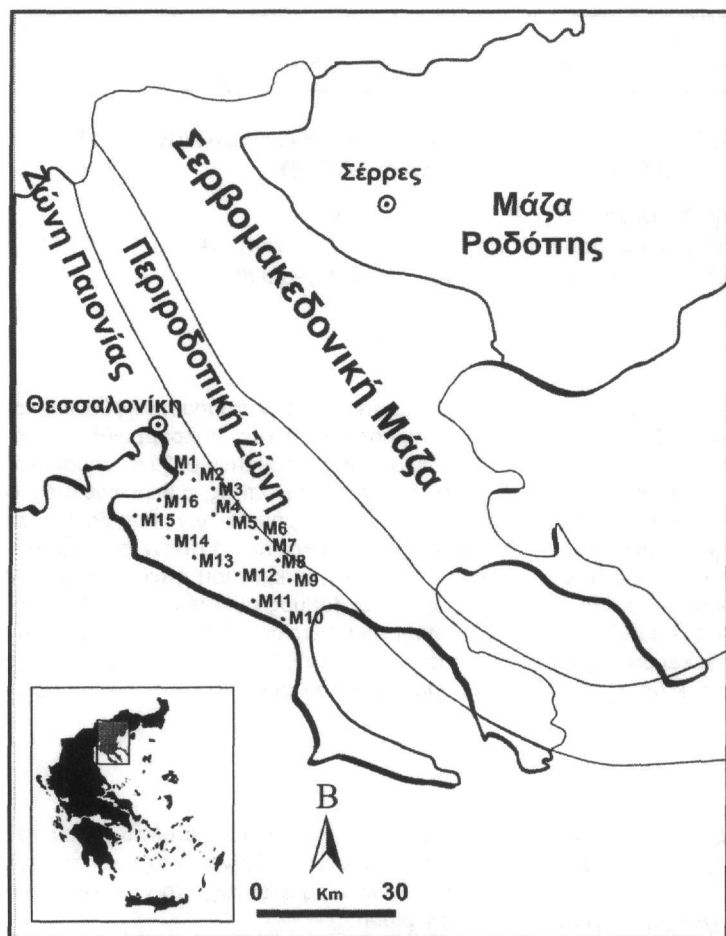 Σέρρες
Μάζα
Ροδόπης
Σερβομακεδονική Μάζα
Περιροδοπική Ζώνη
Ζώνη Παιονίας
Θεσσαλονίκη
M1
M2
M3
M16
M4
M15
M5
M6
M14
M7
M13
M8
M12
M9
M11
M10
B
0 Km 30